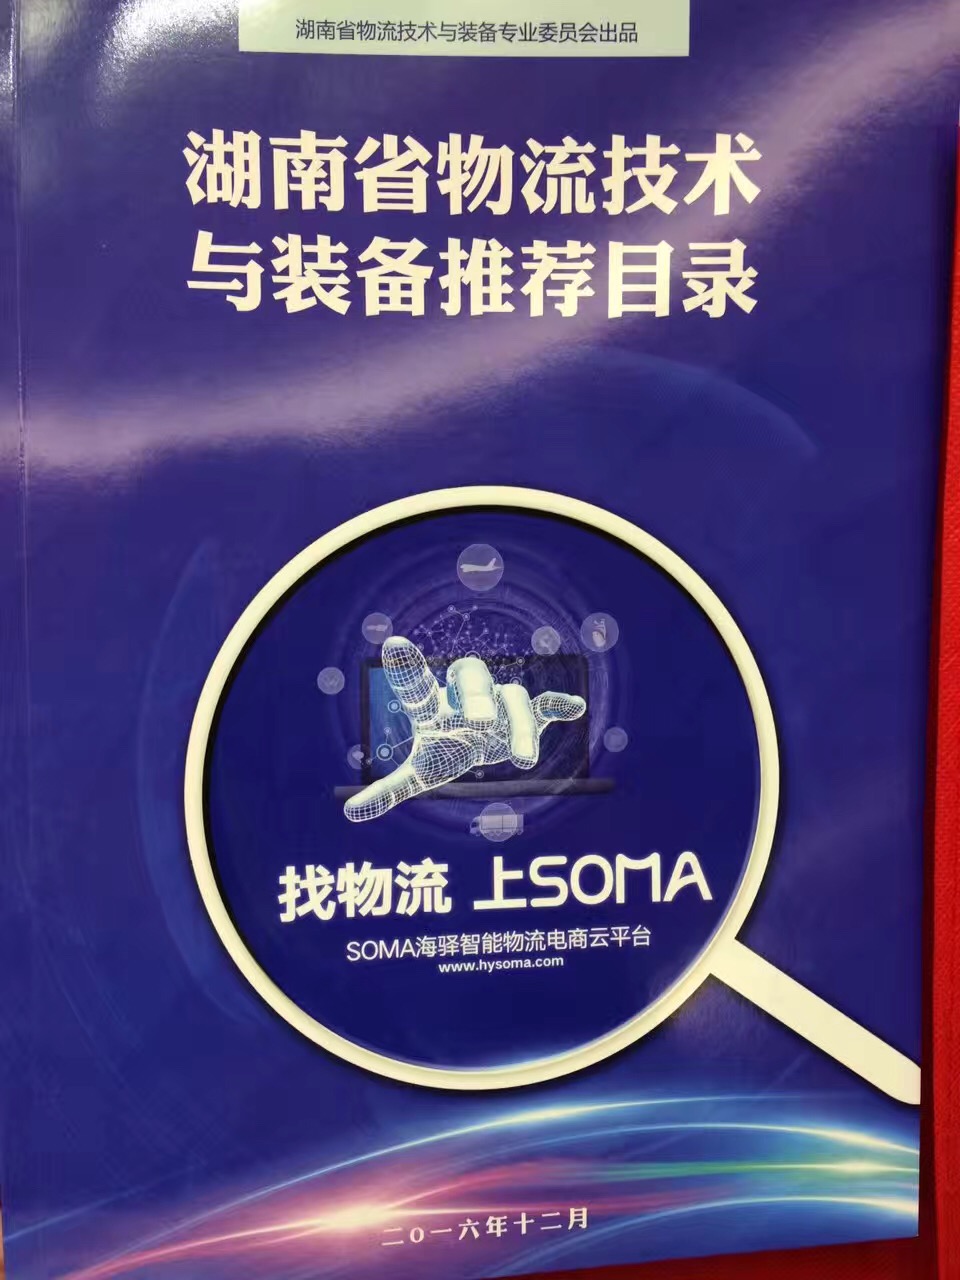 湖南省物流技术与装备专业委员会出品
湖南省物流技术
与装备推荐目录
找物流 上SOMA
SOMA海驿智能物流电商云平台
www.hysoma.com
二〇一六年十二月